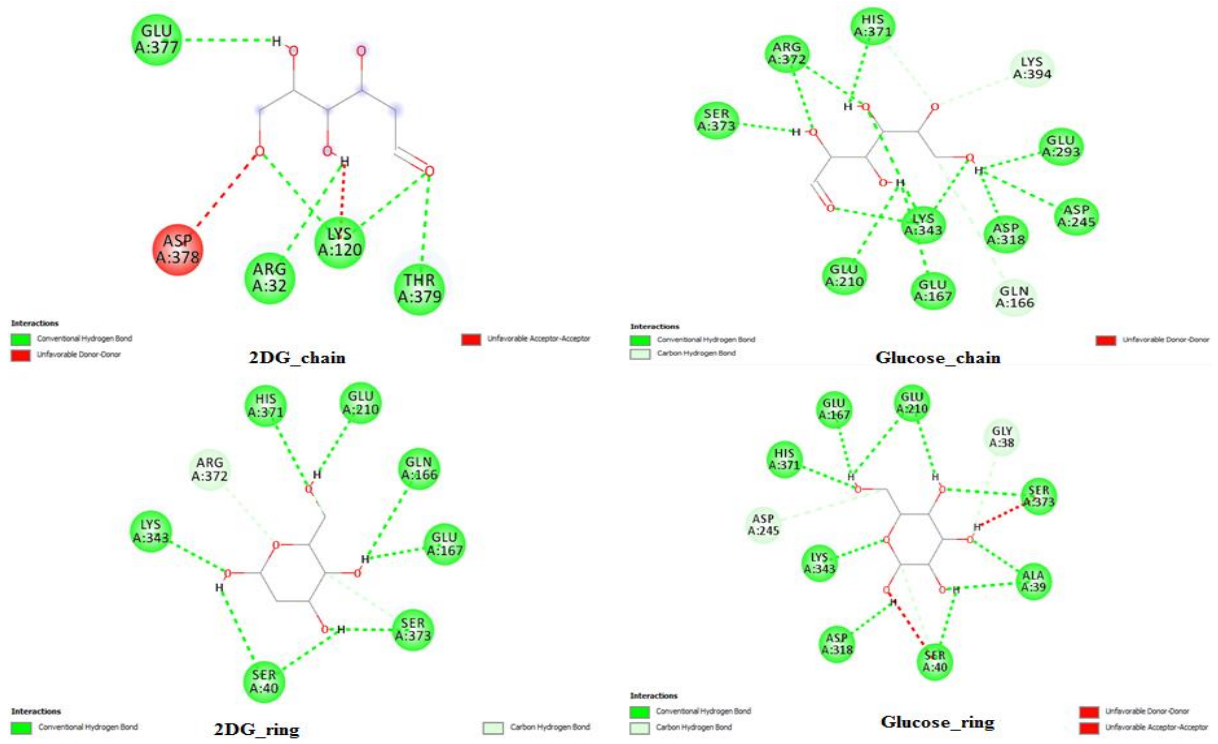 GLU
A:377
H
O
O
O
O
H
O
ASP
A:378
ARG
A:32
LYS
A:120
THR
A:379
Interactions
Conventional Hydrogen Bond
Unfavorable Donor-Donor
Unfavorable Acceptor-Acceptor
2DG_chain
HIS
A:371
ARG
A:372
LYS
A:394
SER
A:373
H
O
O
H
O
O
H
O
H
O
GLU
A:293
ASP
A:245
LYS
A:343
ASP
A:318
GLU
A:210
GLU
A:167
GLN
A:166
Interactions
Conventional Hydrogen Bond
Carbon Hydrogen Bond
Unfavorable Donor-Donor
Glucose_chain
HIS
A:371
GLU
A:210
ARG
A:372
GLN
A:166
H
O
LYS
A:343
O
O
H
O
H
GLU
A:167
O
H
SER
A:373
SER
A:40
Interactions
Conventional Hydrogen Bond
Carbon Hydrogen Bond
2DG_ring
GLU
A:167
GLU
A:210
GLY
A:38
HIS
A:371
H
O
H
O
SER
A:373
ASP
A:245
H
O
O
LYS
A:343
O
H
O
H
ALA
A:39
ASP
A:318
SER
A:40
Interactions
Conventional Hydrogen Bond
Carbon Hydrogen Bond
Unfavorable Donor-Donor
Unfavorable Acceptor-Acceptor
Glucose_ring